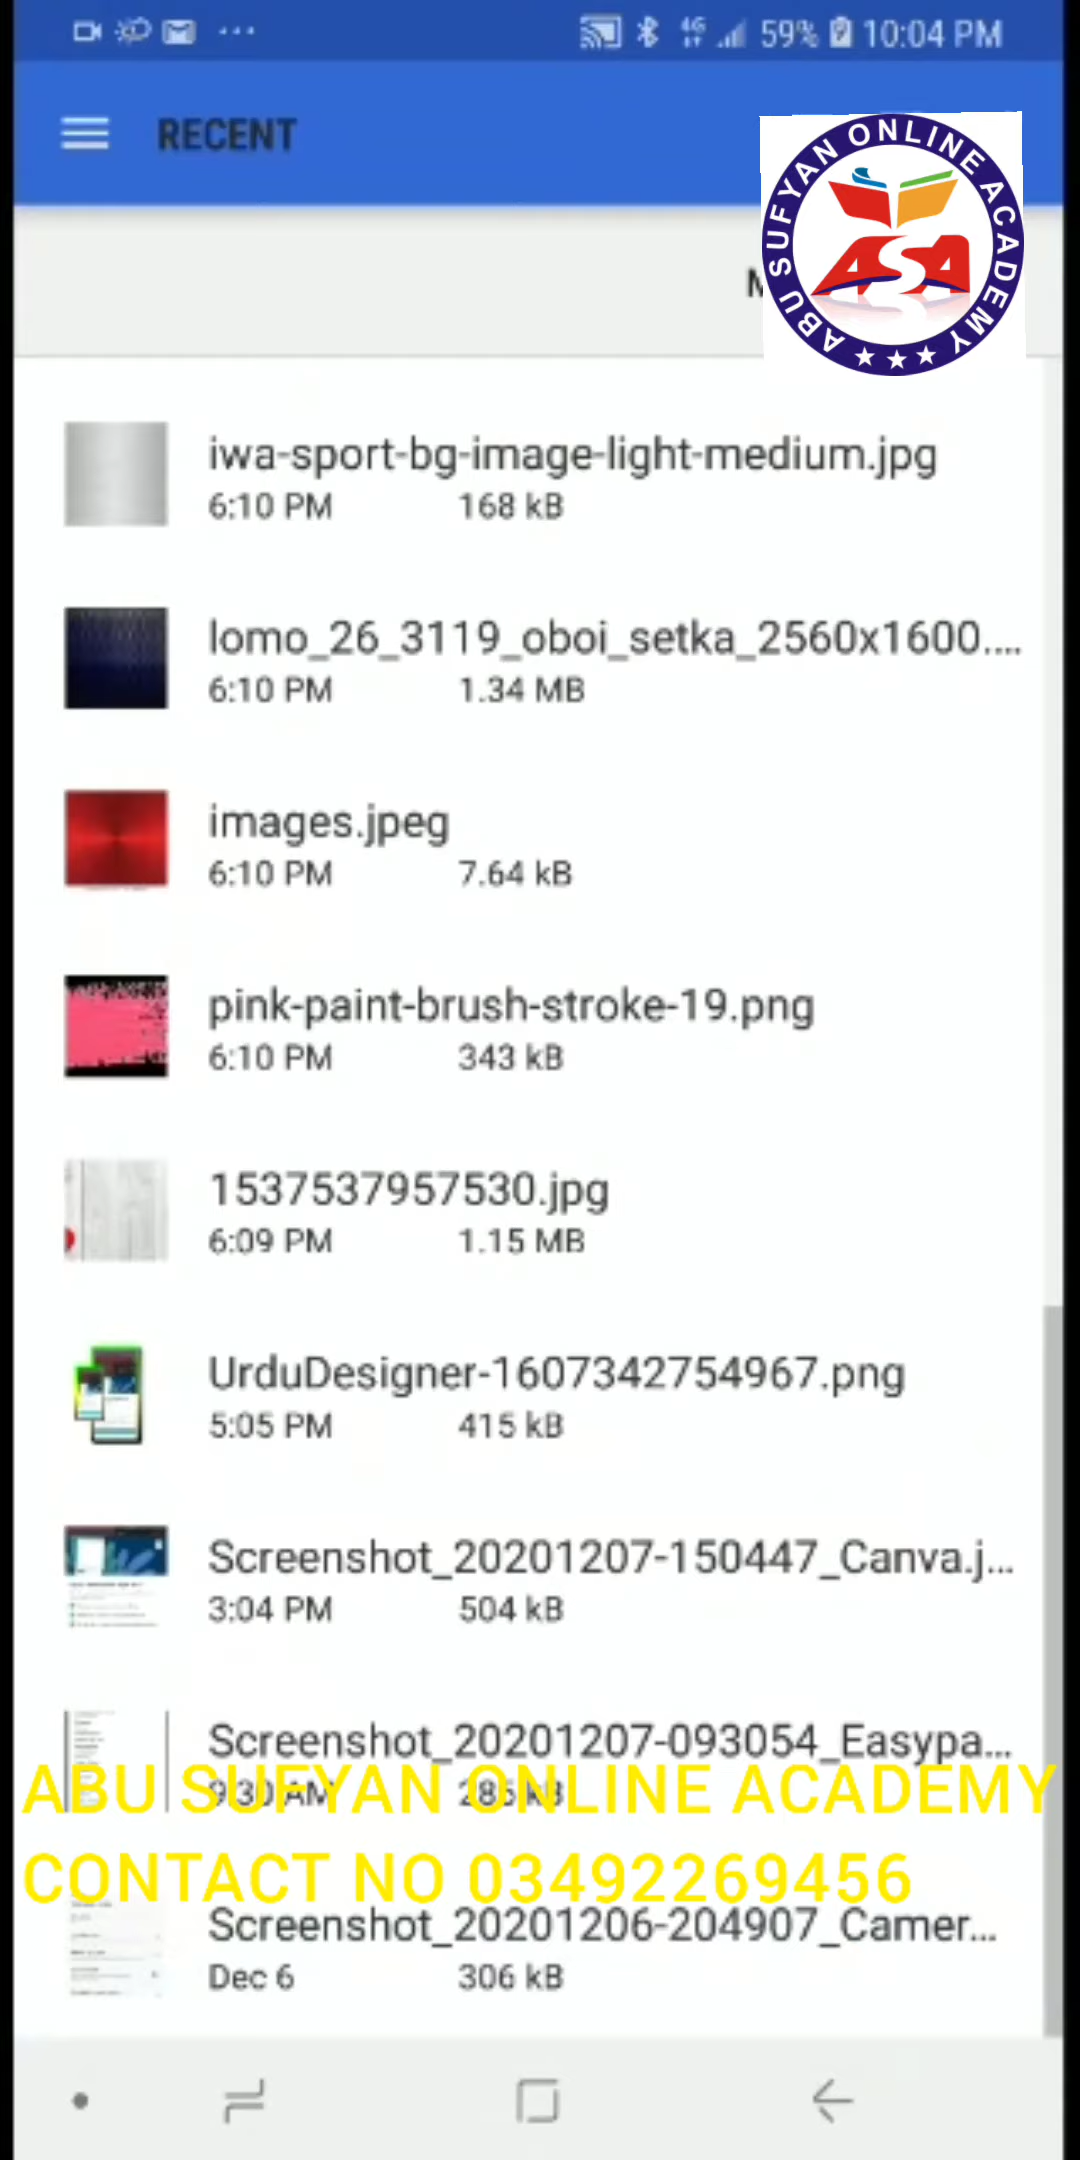 59% 10:04 PM
RECENT
ABU SUFYAN ONLINE ACADEMY
ASA
iwa-sport-bg-image-light-medium.jpg
6:10 PM 168 kB
lomo_26_3119_oboi_setka_2560x1600....
6:10 PM 1.34 MB
images.jpeg
6:10 PM 7.64 kB
pink-paint-brush-stroke-19.png
6:10 PM 343 kB
1537537957530.jpg
6:09 PM 1.15 MB
UrduDesigner-1607342754967.png
5:05 PM 415 kB
Screenshot_20201207-150447_Canva.j...
3:04 PM 504 kB
Screenshot_20201207-093054_Easypa...
9:30 AM
ABU SUFYAN ONLINE ACADEMY
CONTACT NO 03492269456
Screenshot_20201206-204907_Camer...
Dec 6 306 kB